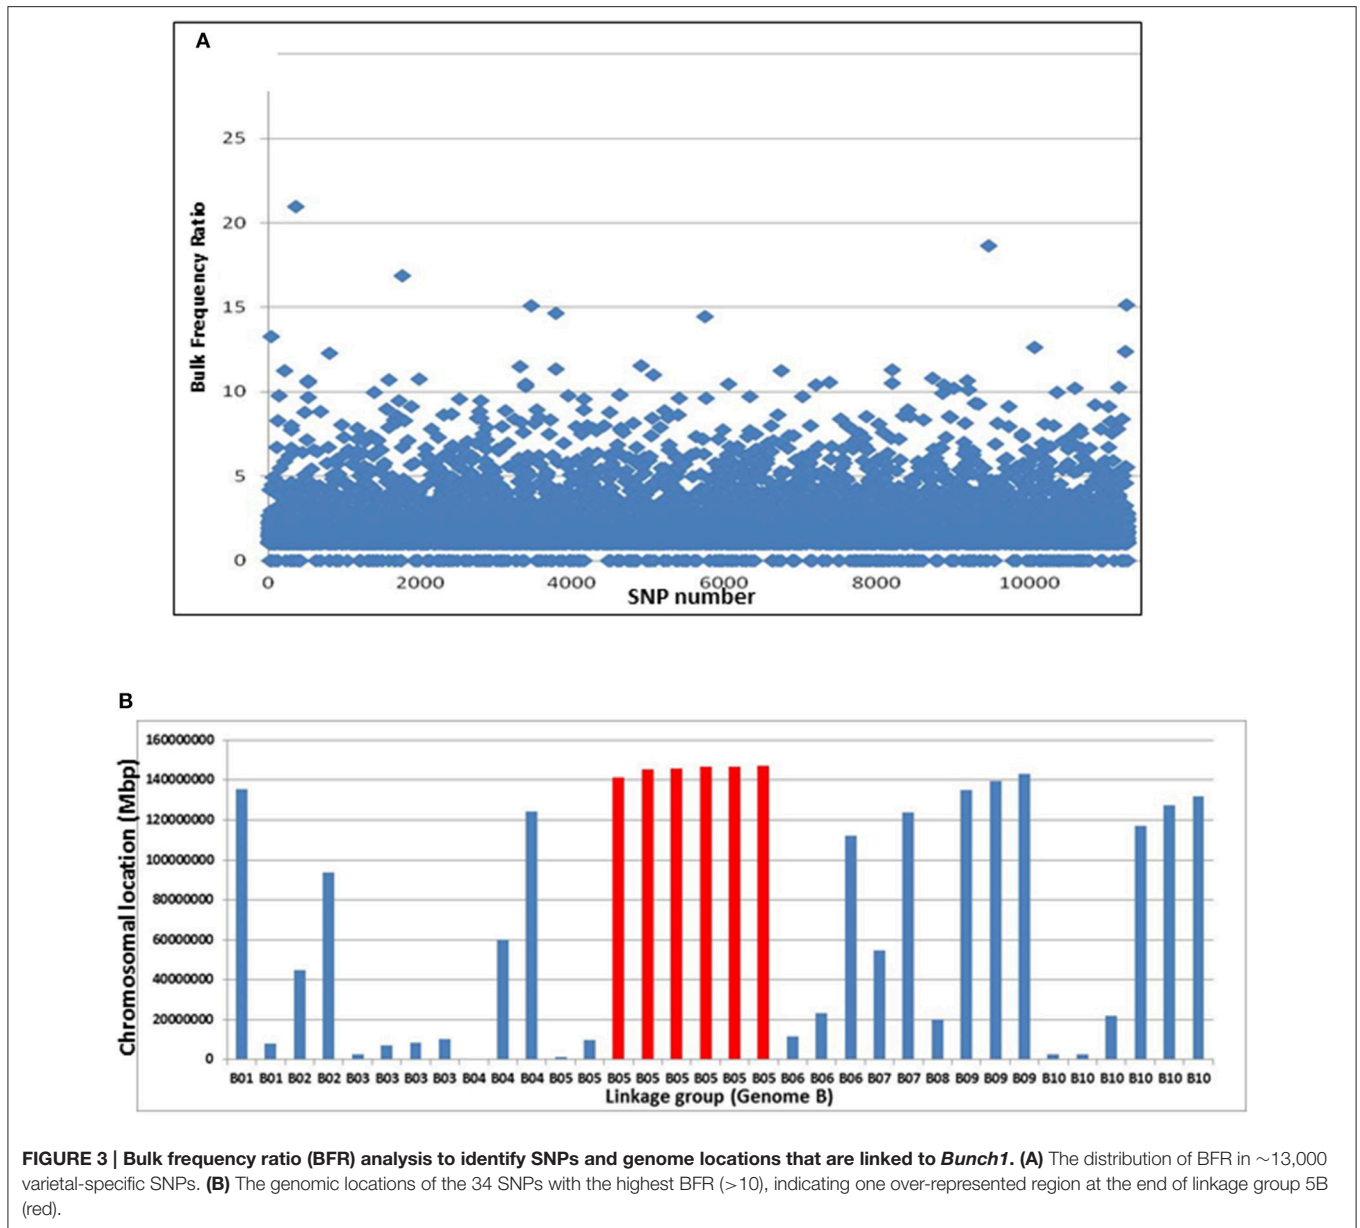 A
25
20
15
10
5
0
Bulk Frequency Ratio
0 2000 4000 6000 8000 10000
SNP number
B
160000000
140000000
120000000
100000000
80000000
60000000
40000000
20000000
0
Chromosomal location (Mbp)
B01 B01 B02 B02 B03 B03 B03 B03 B04 B04 B04 B05 B05 B05 B05 B05 B05 B05 B05 B06 B06 B06 B07 B07 B08 B09 B09 B09 B10 B10 B10 B10 B10 B10
Linkage group (Genome B)
FIGURE 3 | Bulk frequency ratio (BFR) analysis to identify SNPs and genome locations that are linked to Bunch1. (A) The distribution of BFR in ~13,000
varietal-specific SNPs. (B) The genomic locations of the 34 SNPs with the highest BFR (>10), indicating one over-represented region at the end of linkage group 5B
(red).